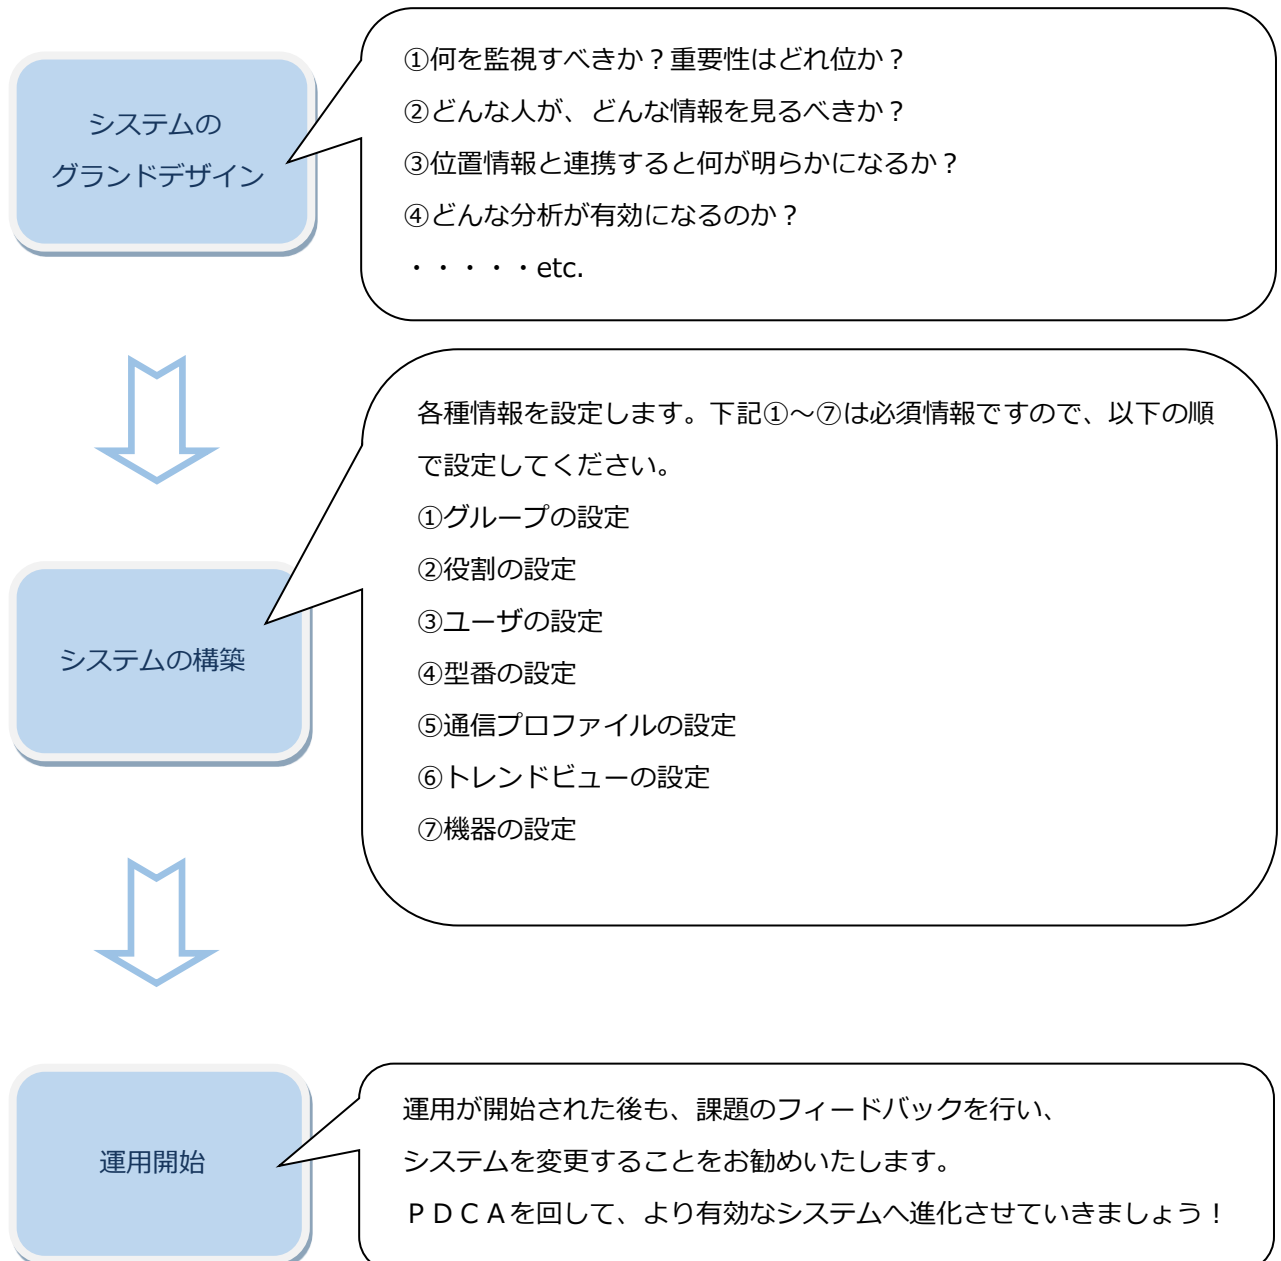 システムの
グランドデザイン
①何を監視すべきか？重要性はどれ位か？
②どんな人が、どんな情報を見るべきか？
③位置情報と連携すると何が明らかになるか？
④どんな分析が有効になるのか？
・・・・・etc.
システムの構築
各種情報を設定します。下記①～⑦は必須情報ですので、以下の順
で設定してください。
①グループの設定
②役割の設定
③ユーザの設定
④型番の設定
⑤通信プロファイルの設定
⑥トレンドビューの設定
⑦機器の設定
運用開始
運用が開始された後も、課題のフィードバックを行い、
システムを変更することをお勧めいたします。
ＰＤＣＡを回して、より有効なシステムへ進化させていきましょう！